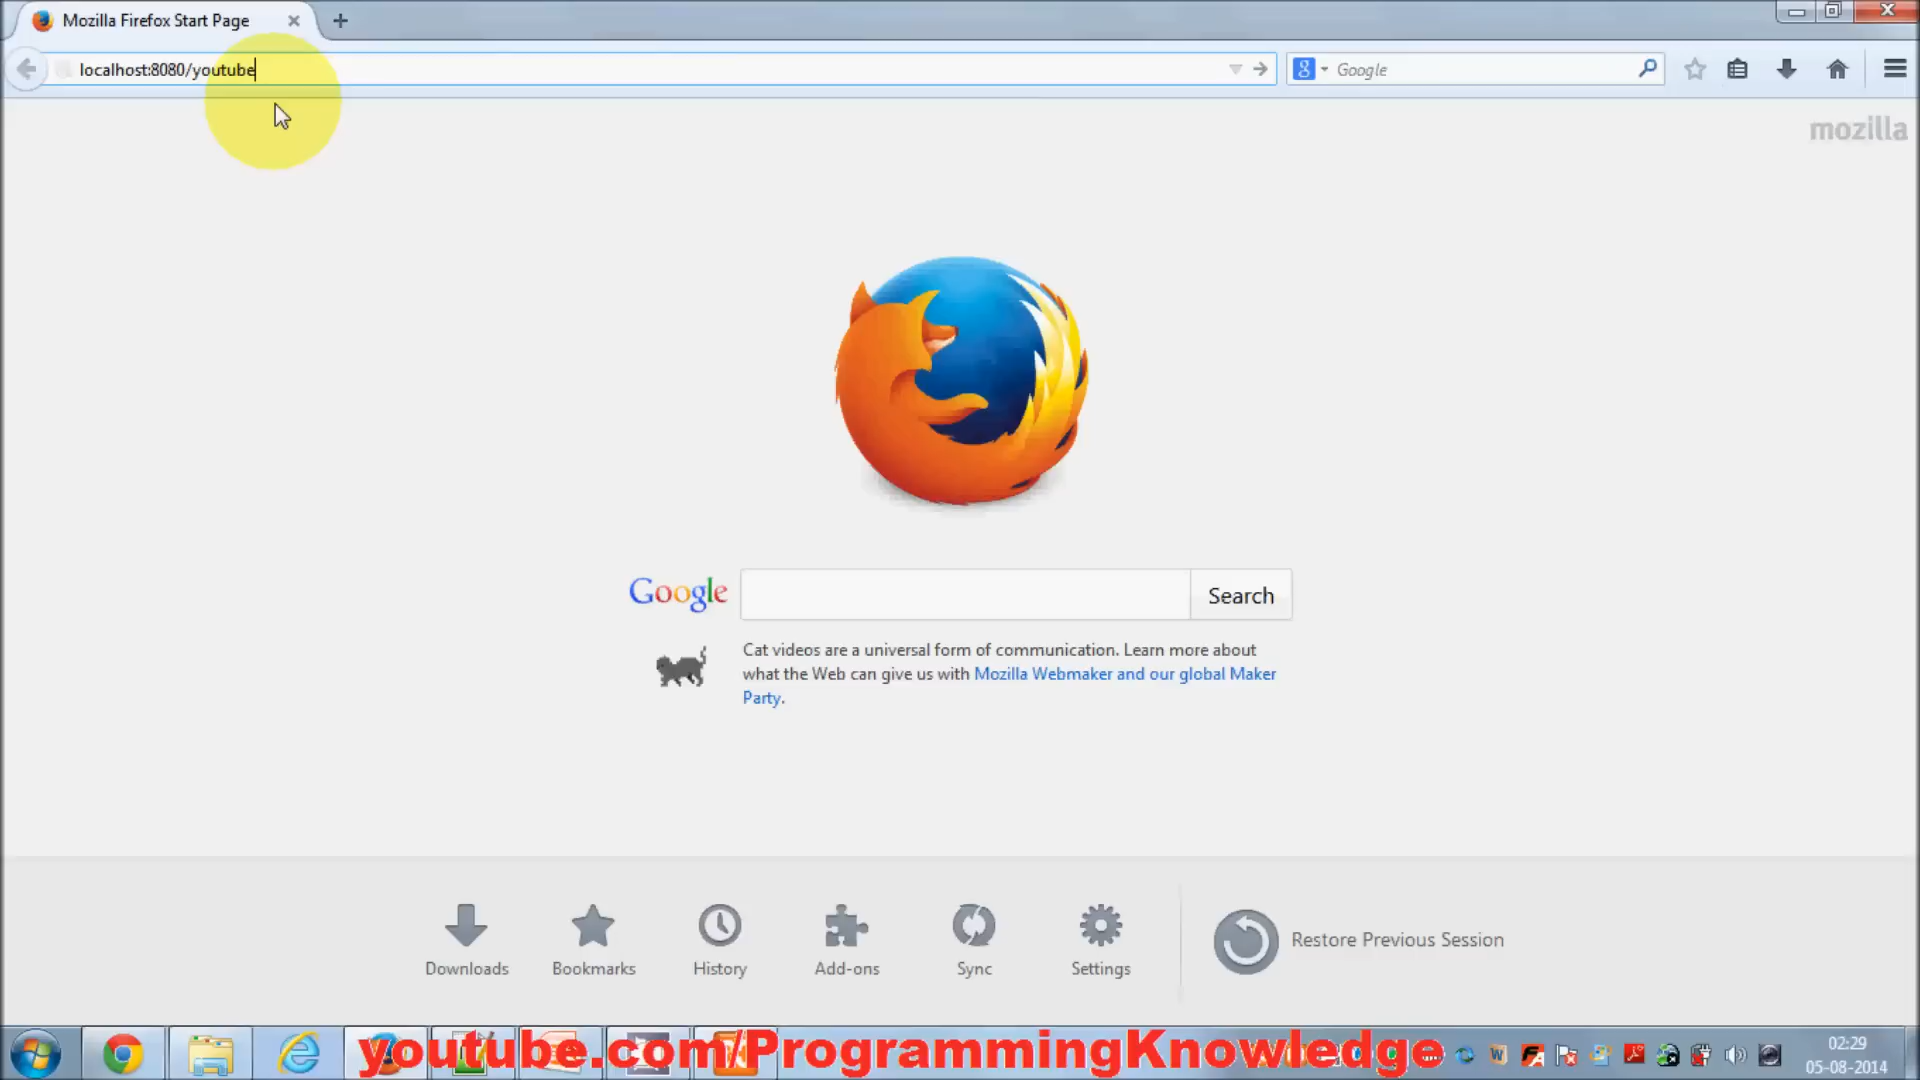 Mozilla Firefox Start Page
localhost:8080/youtube
Google
mozilla
Google
Search
Cat videos are a universal form of communication. Learn more about
what the Web can give us with Mozilla Webmaker and our global Maker
Party.
Downloads
Bookmarks
History
Add-ons
Sync
Settings
Restore Previous Session
youtube.com/ProgrammingKnowledge
02:29
05-08-2014